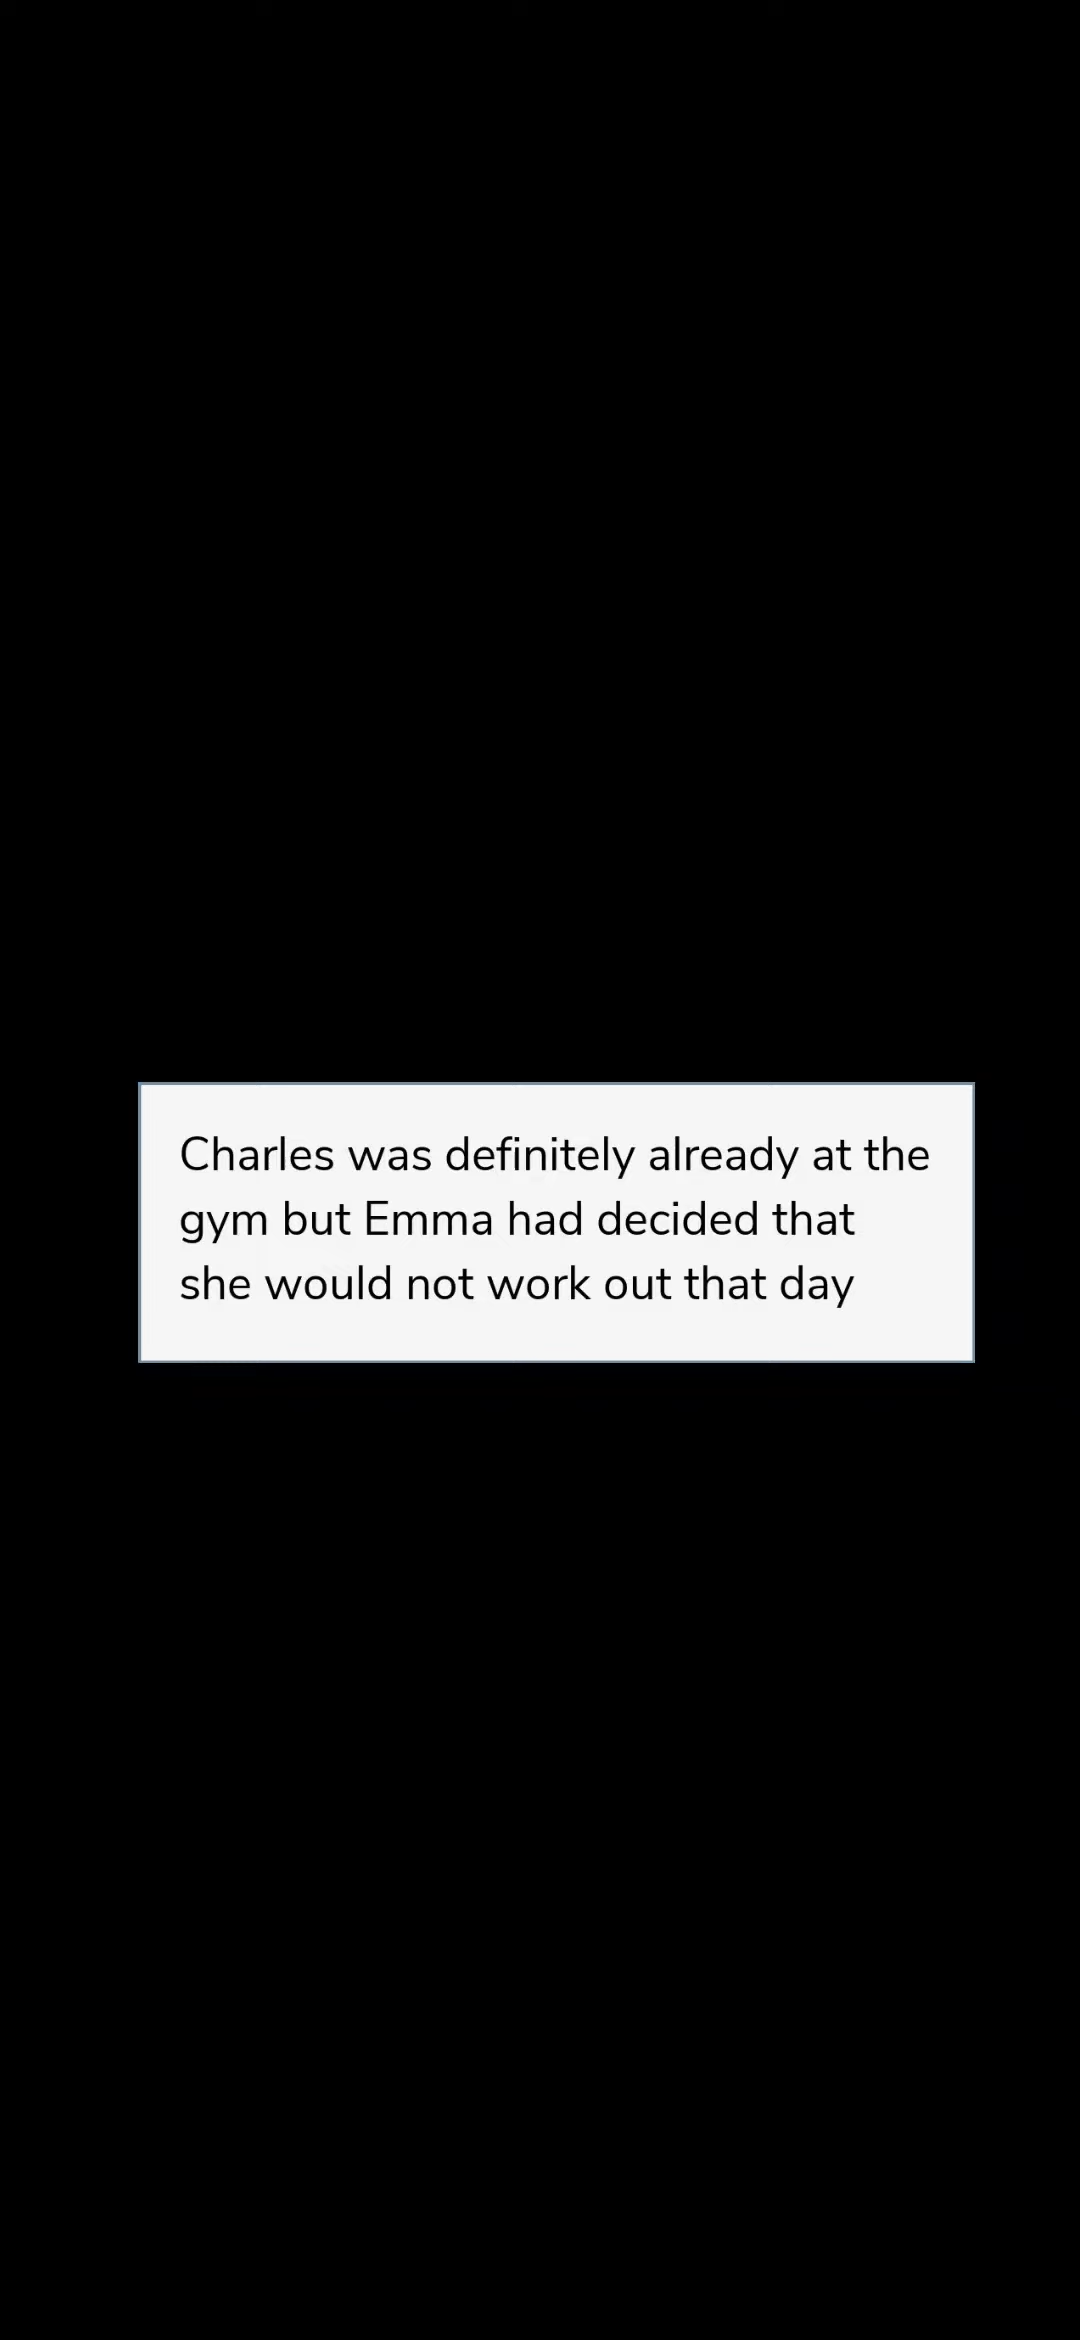 Charles was definitely already at the
gym but Emma had decided that
she would not work out that day